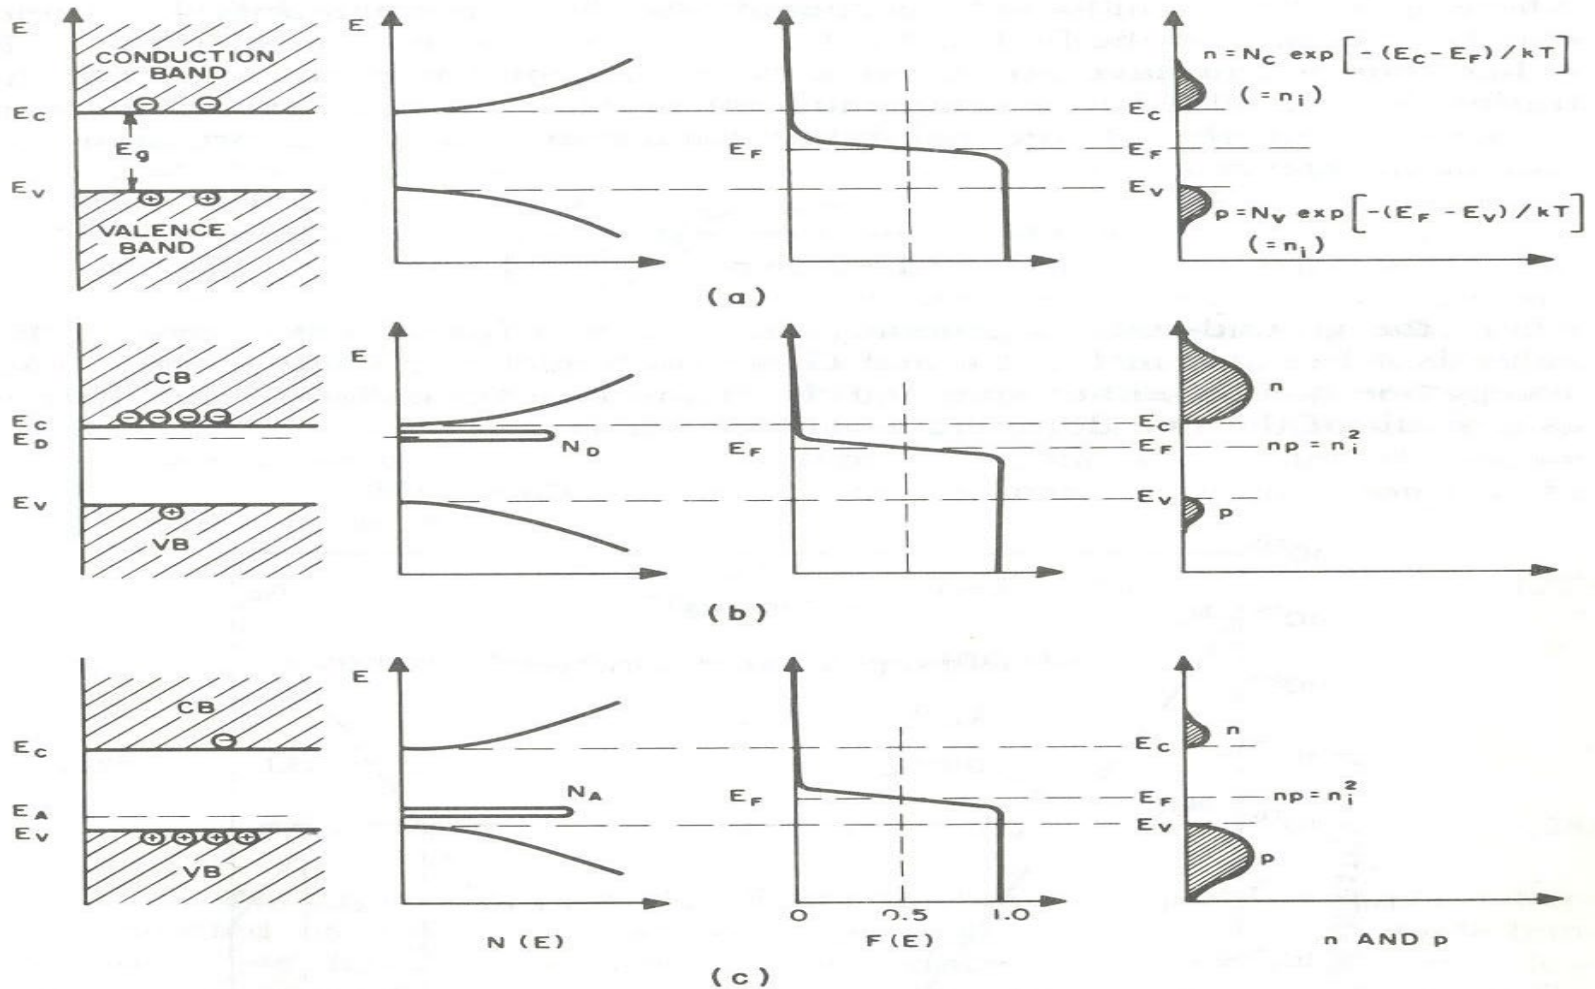 E
CONDUCTION
BAND
E_C
E_g
E_V
VALENCE
BAND
E
E_F
n = N_C exp [-(E_C - E_F) / kT]
(= n_i)
E_C
E_F
E_V
p = N_V exp [-(E_F - E_V) / kT]
(= n_i)
(a)
CB
E_C
E_D
E_V
VB
E
N_D
E_F
n
E_C
E_F
np = n_i^2
E_V
p
(b)
CB
E_C
E_A
E_V
VB
E
N_A
E_F
n
E_C
E_F
np = n_i^2
E_V
p
0 0.5 1.0
N (E)
F(E)
n AND p
(c)